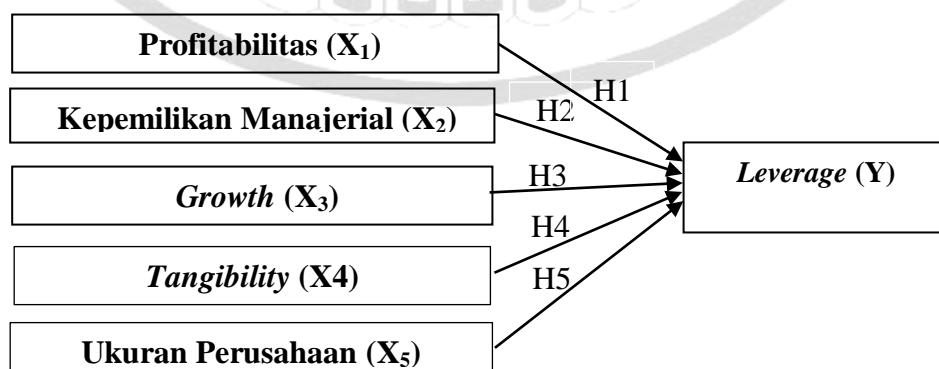 Profitabilitas (X₁)
H1
Kepemilikan Manajerial (X₂)
H2
Growth (X₃)
H3
Leverage (Y)
Tangibility (X4)
H4
H5
Ukuran Perusahaan (X₅)